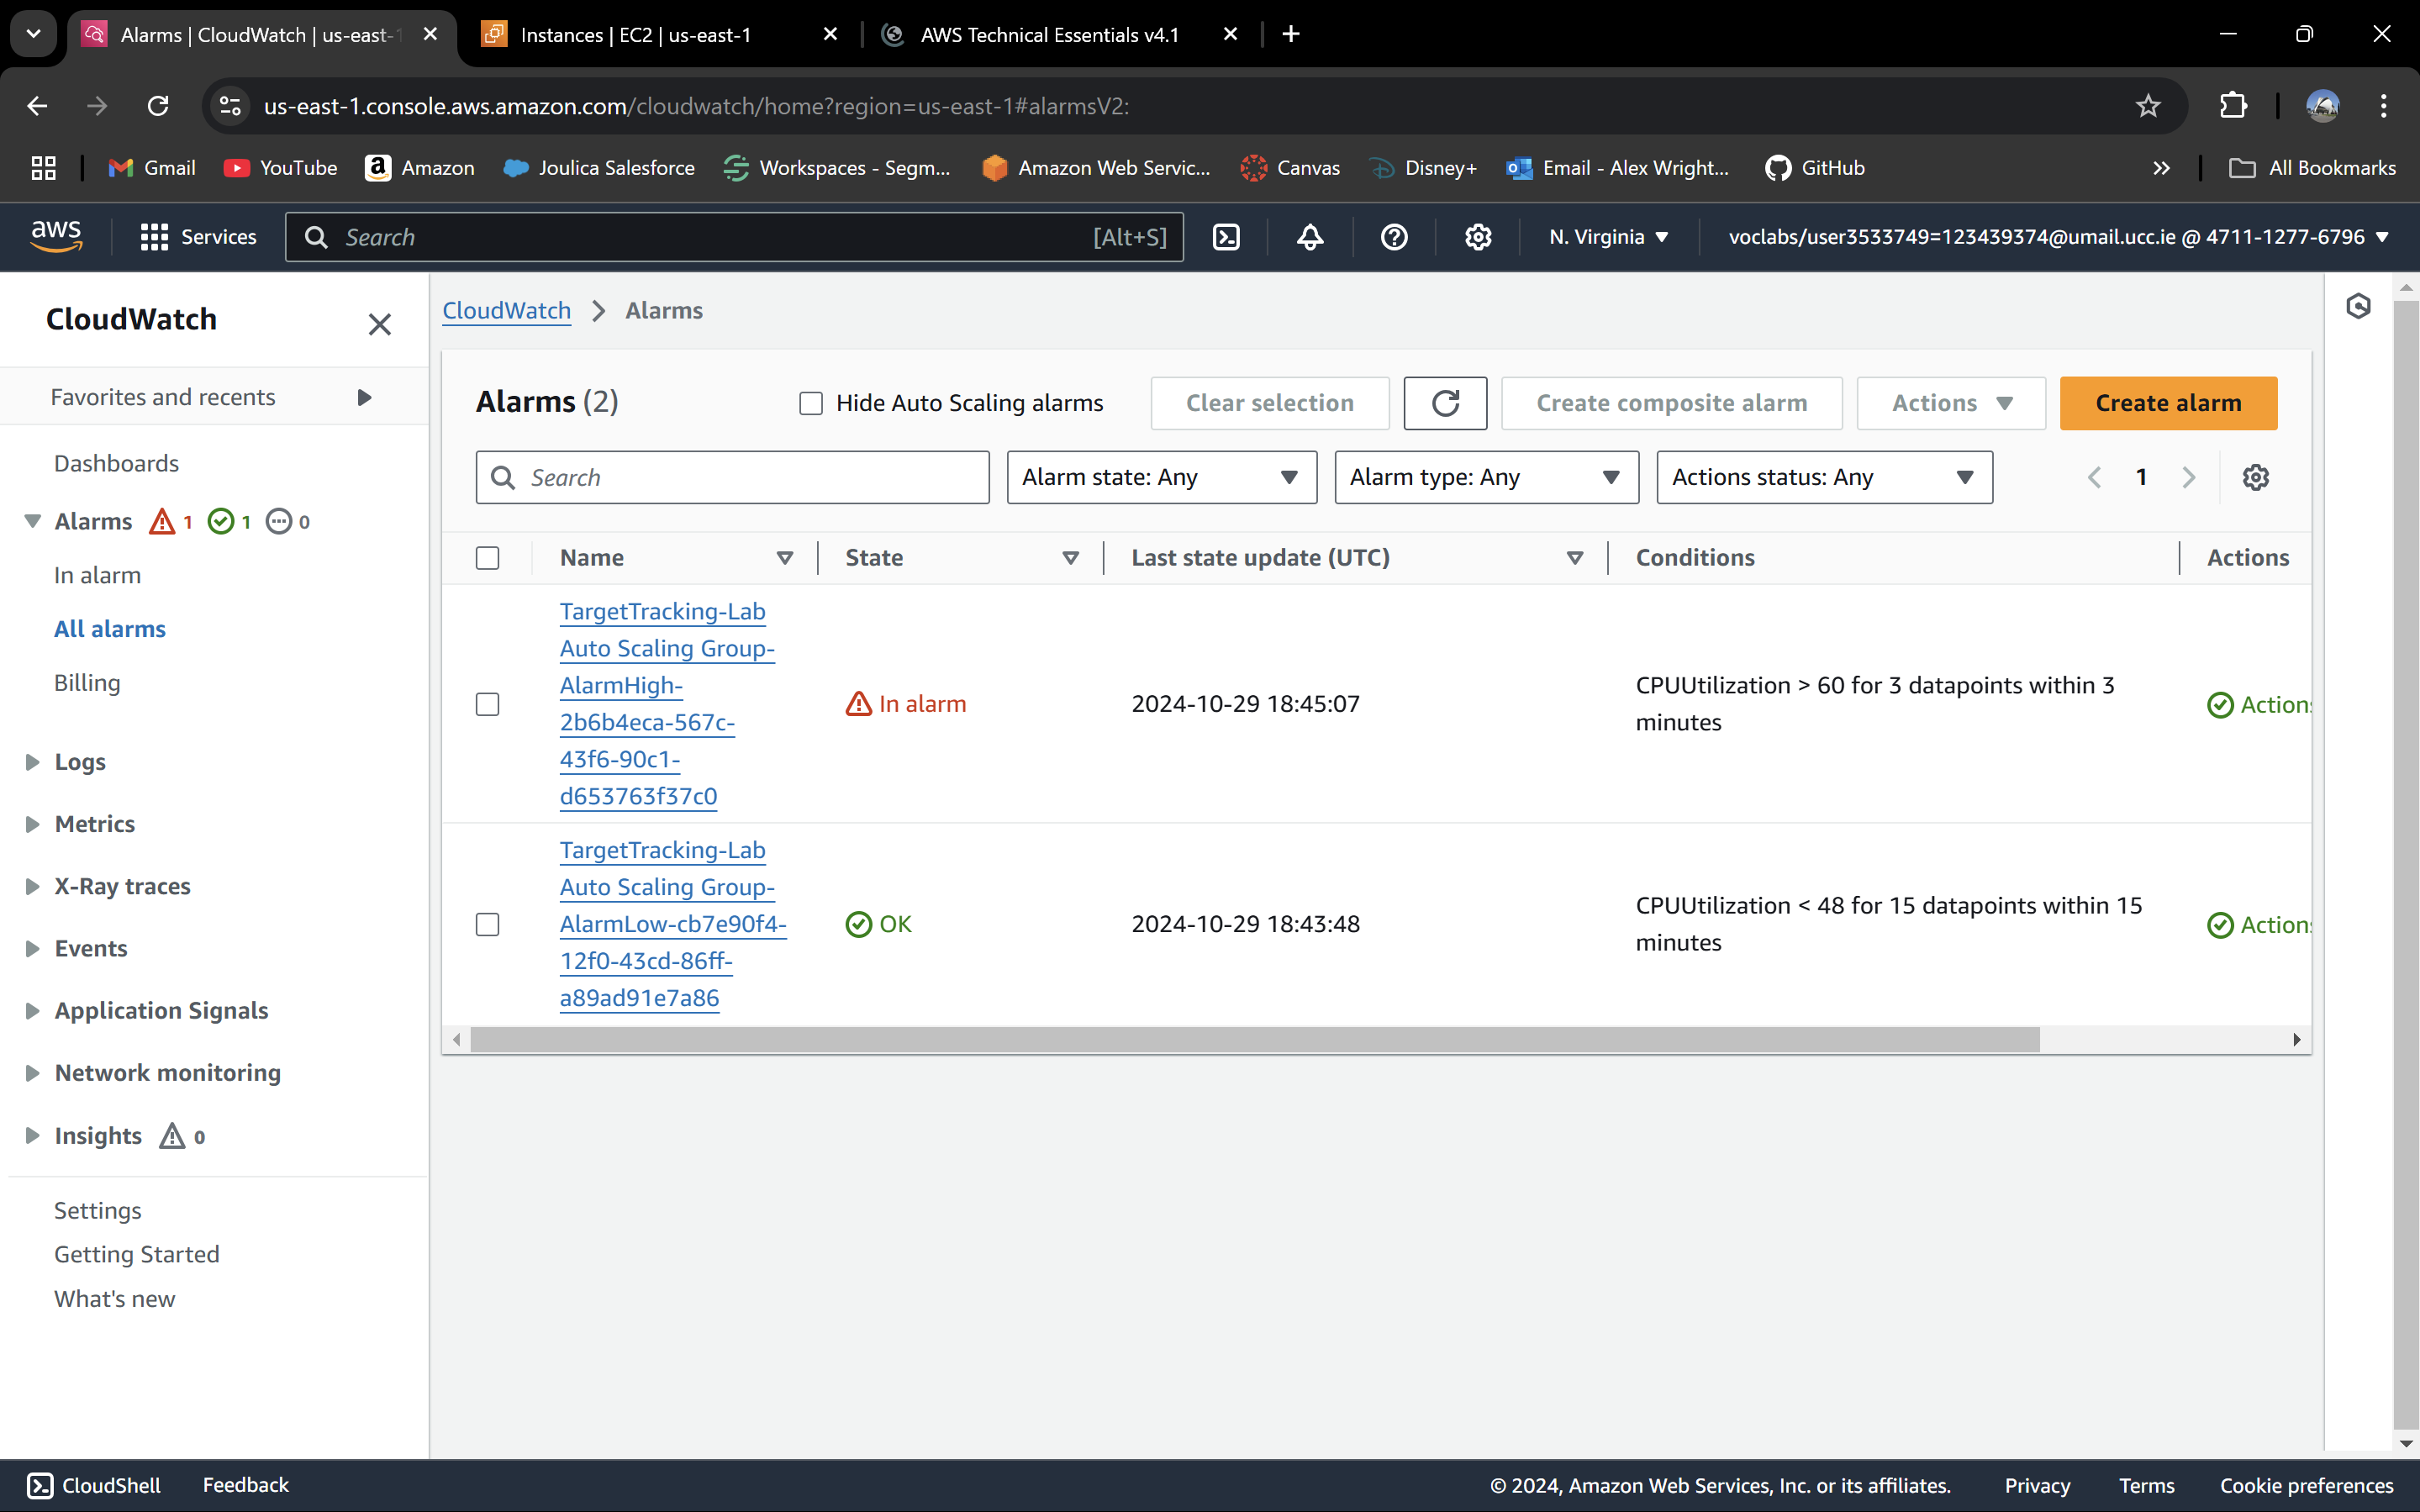 Alarms | CloudWatch | us-east-1
Instances | EC2 | us-east-1
AWS Technical Essentials v4.1
us-east-1.console.aws.amazon.com/cloudwatch/home?region=us-east-1#alarmsV2:
Gmail
YouTube
Amazon
Joulica Salesforce
Workspaces - Segm...
Amazon Web Servic...
Canvas
Disney+
Email - Alex Wright...
GitHub
All Bookmarks
aws
Services
Search
[Alt+S]
N. Virginia
voclabs/user3533749=123439374@umail.ucc.ie @ 4711-1277-6796
CloudWatch
Favorites and recents
Dashboards
Alarms 1 1 0
In alarm
All alarms
Billing
Logs
Metrics
X-Ray traces
Events
Application Signals
Network monitoring
Insights 0
Settings
Getting Started
What's new
CloudWatch > Alarms
Alarms (2)
Hide Auto Scaling alarms
Clear selection
Create composite alarm
Actions
Create alarm
Search
Alarm state: Any
Alarm type: Any
Actions status: Any
1
Name
State
Last state update (UTC)
Conditions
Actions
TargetTracking-Lab
Auto Scaling Group-
AlarmHigh-
2b6b4eca-567c-
43f6-90c1-
d653763f37c0
In alarm
2024-10-29 18:45:07
CPUUtilization > 60 for 3 datapoints within 3
minutes
Actions
TargetTracking-Lab
Auto Scaling Group-
AlarmLow-cb7e90f4-
12f0-43cd-86ff-
a89ad91e7a86
OK
2024-10-29 18:43:48
CPUUtilization < 48 for 15 datapoints within 15
minutes
Actions
CloudShell
Feedback
© 2024, Amazon Web Services, Inc. or its affiliates.
Privacy
Terms
Cookie preferences